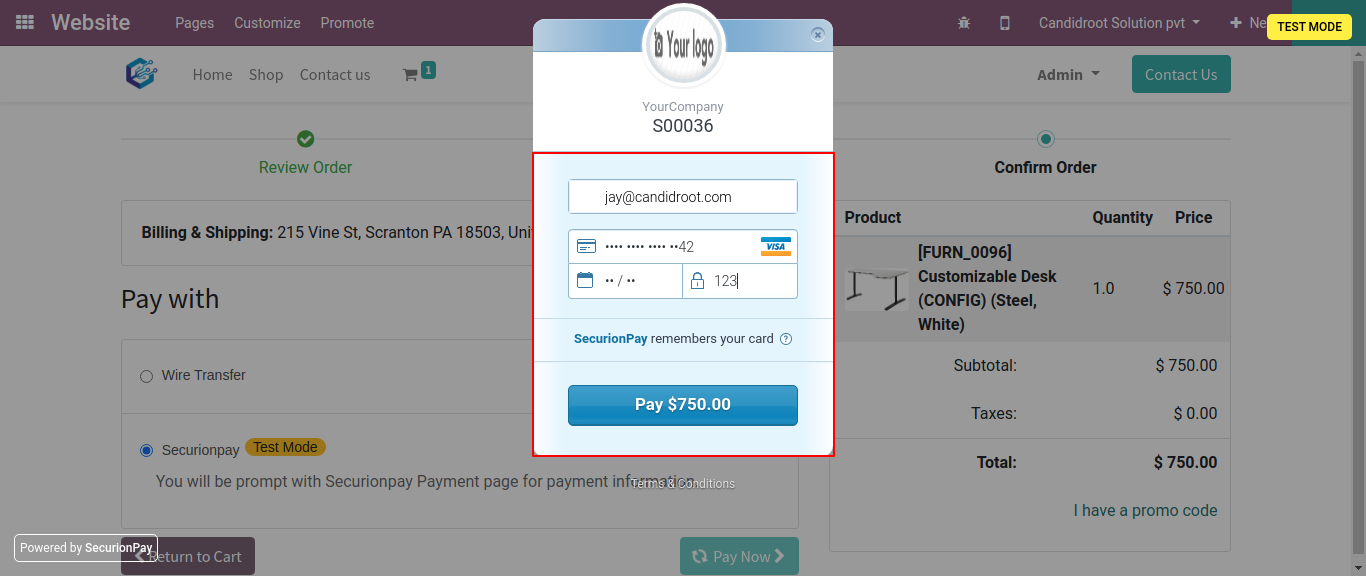 Website
Pages Customize Promote
Candidroot Solution pvt
TEST MODE
Your logo
Home Shop Contact us
1
Admin
Contact Us
YourCompany
S00036
Review Order
Confirm Order
Billing & Shipping: 215 Vine St, Scranton PA 18503,
Pay with
Wire Transfer
Securionpay Test Mode
You will be prompt with Securionpay Payment page for payment information
jay@candidroot.com
•••• •••• •••• ••42 VISA
•• / •• 123
SecurionPay remembers your card ?
Pay $750.00
Terms & Conditions
Product Quantity Price
[FURN_0096]
Customizable Desk
(CONFIG) (Steel,
White)
1.0 $ 750.00
Subtotal: $ 750.00
Taxes: $ 0.00
Total: $ 750.00
I have a promo code
Powered by SecurionPay
Return to Cart
Pay Now